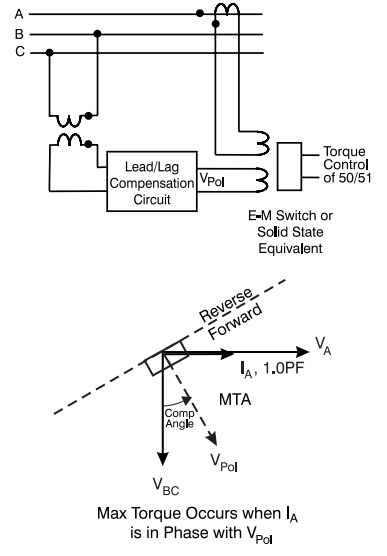 A
B
C
Lead/Lag
Compensation
Circuit
VPol
Torque
Control
of 50/51
E-M Switch or
Solid State
Equivalent
Reverse
Forward
VA
IA, 1.0PF
MTA
Comp
Angle
VPol
VBC
Max Torque Occurs when IA
is in Phase with VPol